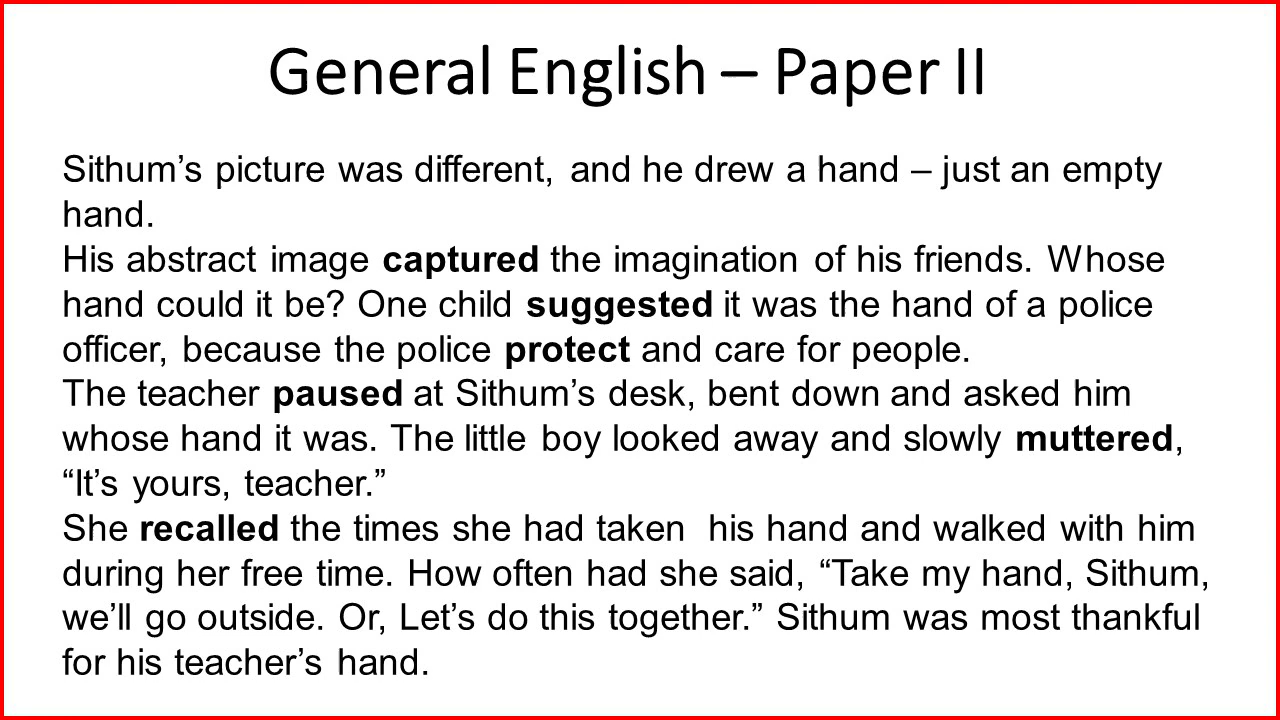 General English – Paper II
Sithum’s picture was different, and he drew a hand – just an empty
hand.
His abstract image captured the imagination of his friends. Whose
hand could it be? One child suggested it was the hand of a police
officer, because the police protect and care for people.
The teacher paused at Sithum’s desk, bent down and asked him
whose hand it was. The little boy looked away and slowly muttered,
“It’s yours, teacher.”
She recalled the times she had taken  his hand and walked with him
during her free time. How often had she said, “Take my hand, Sithum,
we’ll go outside. Or, Let’s do this together.” Sithum was most thankful
for his teacher’s hand.